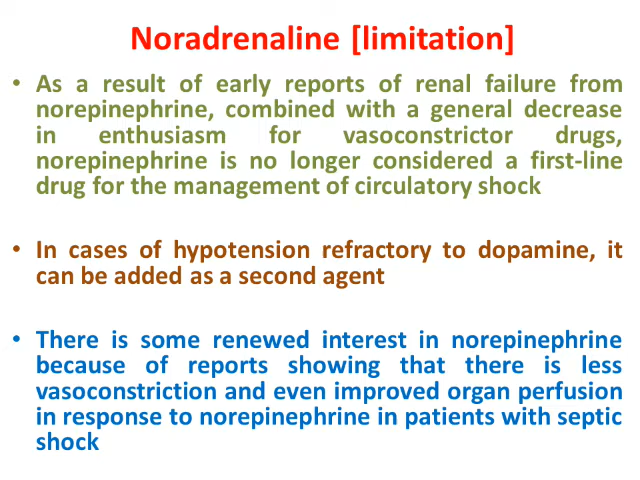 Noradrenaline [limitation]
• As a result of early reports of renal failure from
norepinephrine, combined with a general decrease
in enthusiasm for vasoconstrictor drugs,
norepinephrine is no longer considered a first-line
drug for the management of circulatory shock
• In cases of hypotension refractory to dopamine, it
can be added as a second agent
• There is some renewed interest in norepinephrine
because of reports showing that there is less
vasoconstriction and even improved organ perfusion
in response to norepinephrine in patients with septic
shock